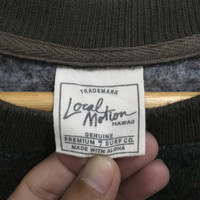 TRADEMARK
Local
Motion
HAWAII
GENUINE
PREMIUM SURF CO.
MADE WITH ALOHA